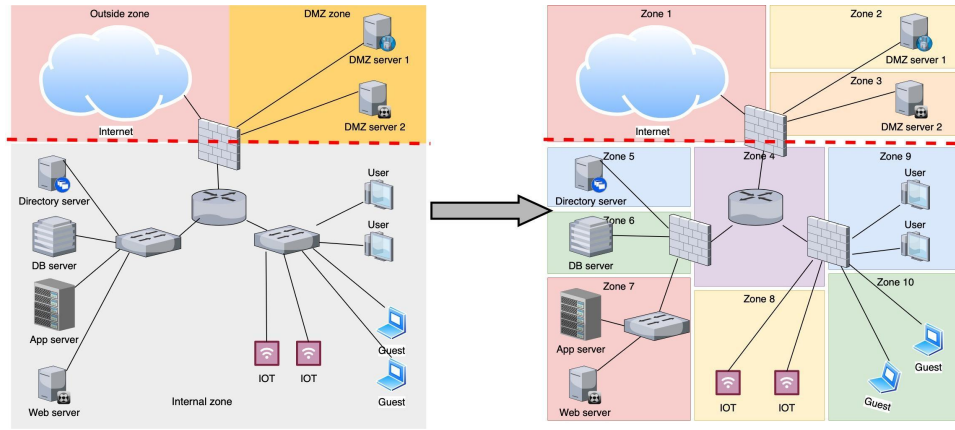 Outside zone
DMZ zone
DMZ server 1
DMZ server 2
Internet
Directory server
User
User
DB server
App server
Guest
IOT
IOT
Guest
Web server
Internal zone
Zone 1
Zone 2
DMZ server 1
Zone 3
DMZ server 2
Internet
Zone 5
Zone 4
Zone 9
User
Directory server
Zone 6
User
DB server
Zone 7
Zone 8
Zone 10
App server
Guest
IOT
IOT
Guest
Web server